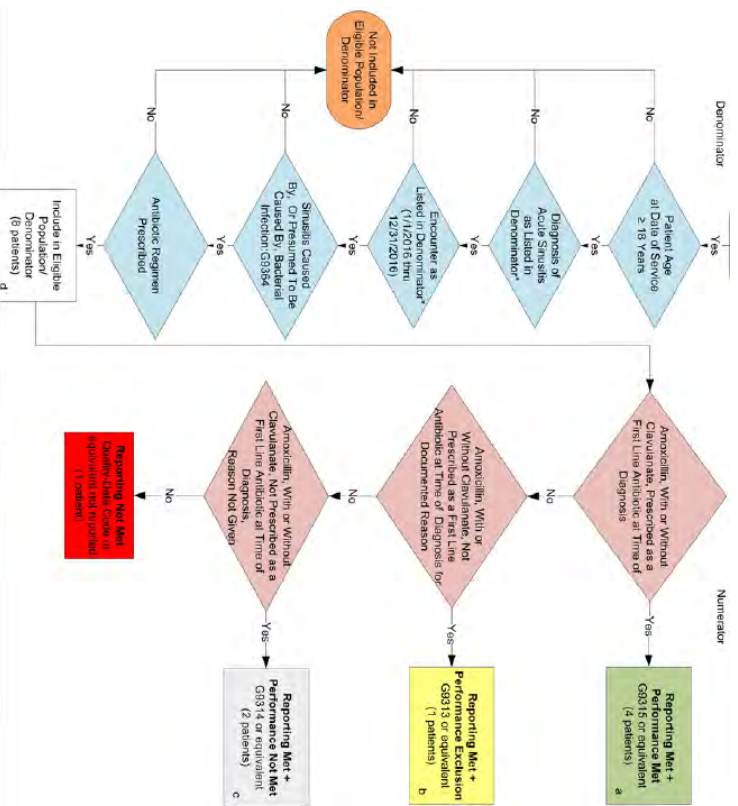 Denominator
Patient Age
at Date of Service
≥ 18 Years
No
Yes
Diagnosis of
Acute Sinusitis
as Listed in
Denominator*
No
Yes
Encounter as
Listed in Denominator*
(1/1/2016 thru
12/31/2016)
No
Yes
Sinusitis Caused
By, Or Presumed To Be
Caused By, Bacterial
Infection G9364
No
Yes
Antibiotic Regimen
Prescribed
No
Yes
Not Included in
Eligible Population/
Denominator
Include in Eligible
Population/
Denominator
(8 patients)
d
Numerator
Amoxicillin, With or Without
Clavulanate, Prescribed as a
First Line Antibiotic at Time of
Diagnosis
Yes
Reporting Met +
Performance Met
G9315 or equivalent
(4 patients)
a
No
Amoxicillin, With or
Without Clavulanate, Not
Prescribed as a First Line
Antibiotic at Time of Diagnosis for
Documented Reason
Yes
Reporting Met +
Performance Exclusion
G9313 or equivalent
(1 patients)
b
No
Amoxicillin, With or Without
Clavulanate, Not Prescribed as a
First Line Antibiotic at Time of
Diagnosis,
Reason Not Given
Yes
Reporting Met +
Performance Not Met
G9314 or equivalent
(2 patients)
c
No
Reporting Not Met
Quality-Data Code or
equivalent not reported
(1 patient)